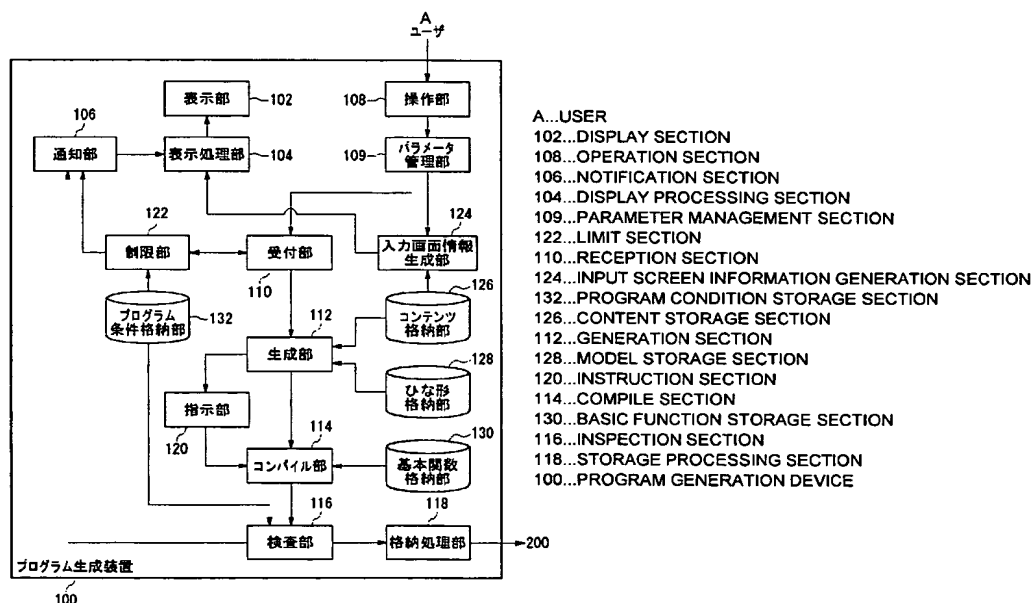 A
ユーザ
表示部
102
108
操作部
106
通知部
表示処理部
104
109
パラメータ
管理部
122
制限部
受付部
110
124
入力画面情報
生成部
プログラム
条件格納部
132
126
コンテンツ
格納部
112
生成部
128
ひな形
格納部
指示部
120
114
コンパイル部
130
基本関数
格納部
116
検査部
118
格納処理部
200
プログラム生成装置
100
A...USER
102...DISPLAY SECTION
108...OPERATION SECTION
106...NOTIFICATION SECTION
104...DISPLAY PROCESSING SECTION
109...PARAMETER MANAGEMENT SECTION
122...LIMIT SECTION
110...RECEPTION SECTION
124...INPUT SCREEN INFORMATION GENERATION SECTION
132...PROGRAM CONDITION STORAGE SECTION
126...CONTENT STORAGE SECTION
112...GENERATION SECTION
128...MODEL STORAGE SECTION
120...INSTRUCTION SECTION
114...COMPILE SECTION
130...BASIC FUNCTION STORAGE SECTION
116...INSPECTION SECTION
118...STORAGE PROCESSING SECTION
100...PROGRAM GENERATION DEVICE